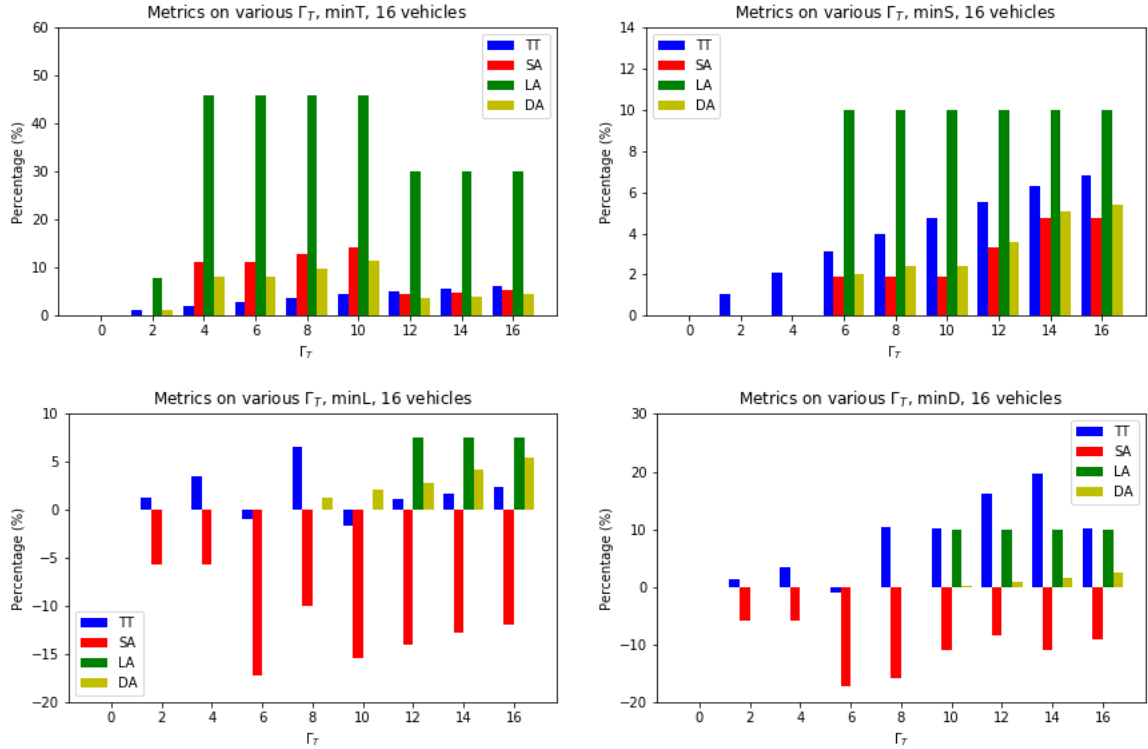 Metrics on various Γ_T, minT, 16 vehicles
60
50
40
30
20
10
0
Percentage (%)
TT
SA
LA
DA
0 2 4 6 8 10 12 14 16
Γ_T
Metrics on various Γ_T, minS, 16 vehicles
14
12
10
8
6
4
2
0
Percentage (%)
TT
SA
LA
DA
0 2 4 6 8 10 12 14 16
Γ_T
Metrics on various Γ_T, minL, 16 vehicles
10
5
0
−5
−10
−15
−20
Percentage (%)
TT
SA
LA
DA
0 2 4 6 8 10 12 14 16
Γ_T
Metrics on various Γ_T, minD, 16 vehicles
30
20
10
0
−10
−20
Percentage (%)
TT
SA
LA
DA
0 2 4 6 8 10 12 14 16
Γ_T